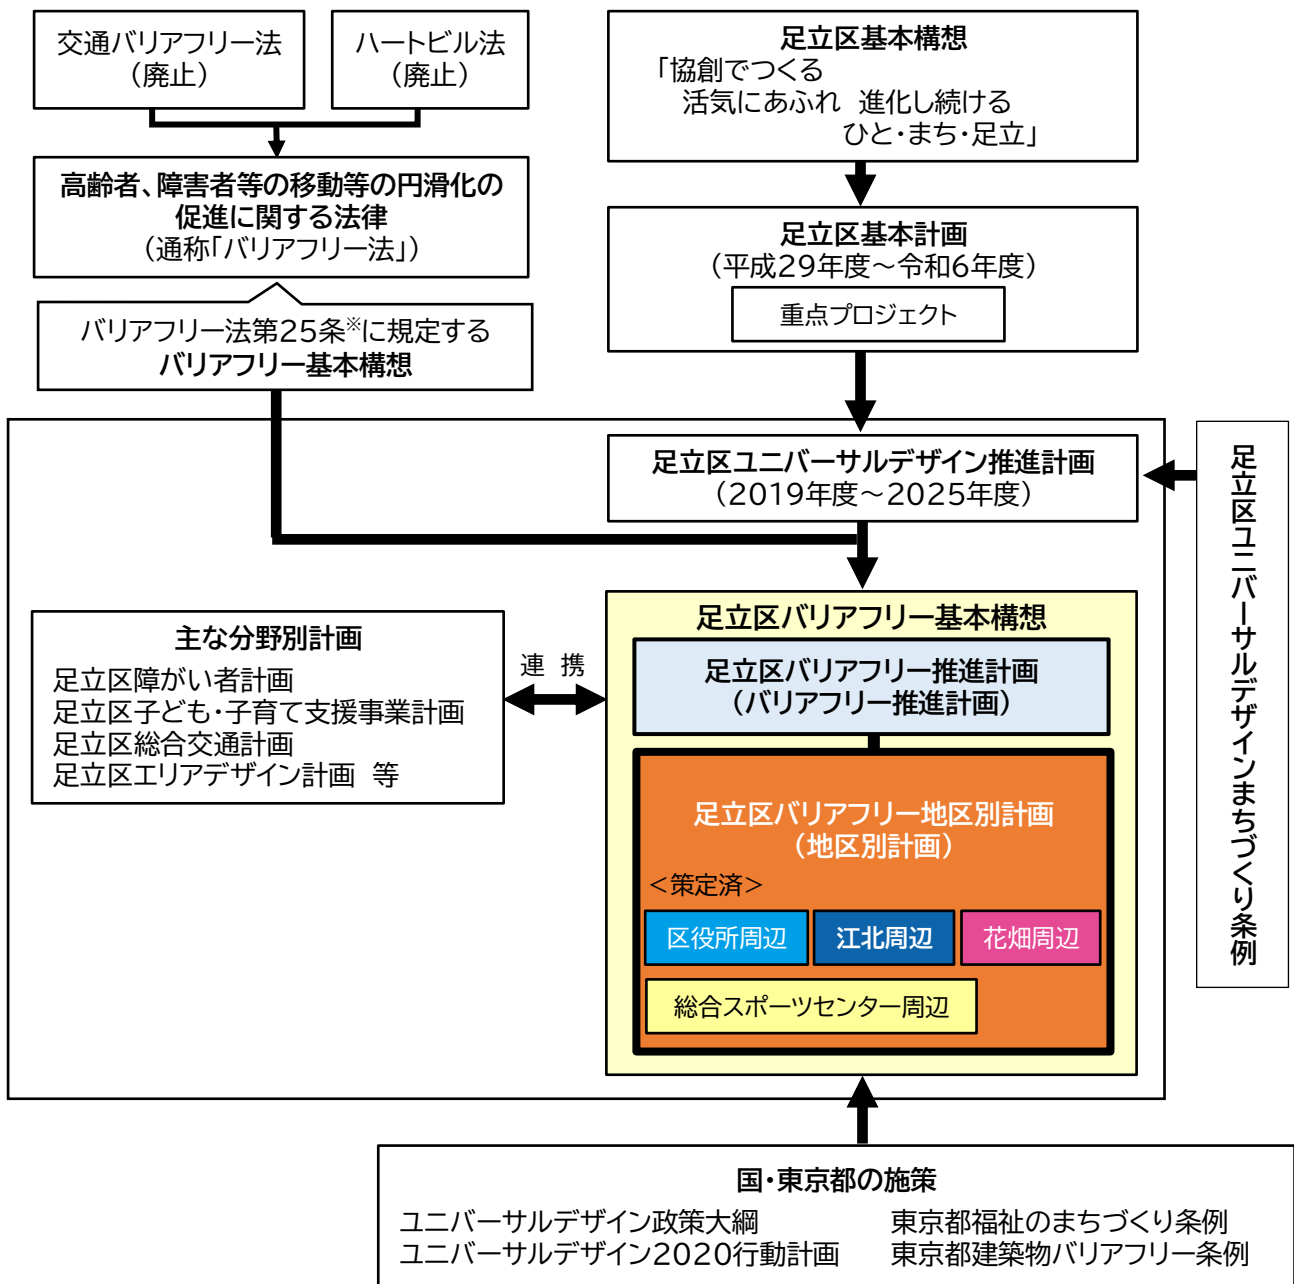 交通バリアフリー法
（廃止）
ハートビル法
（廃止）
高齢者、障害者等の移動等の円滑化の
促進に関する法律
（通称「バリアフリー法」）
バリアフリー法第25条※に規定する
バリアフリー基本構想
足立区基本構想
「協創でつくる
活気にあふれ 進化し続ける
ひと・まち・足立」
足立区基本計画
（平成29年度～令和6年度）
重点プロジェクト
足立区ユニバーサルデザイン推進計画
（2019年度～2025年度）
足立区ユニバーサルデザインまちづくり条例
主な分野別計画
足立区障がい者計画
足立区子ども・子育て支援事業計画
足立区総合交通計画
足立区エリアデザイン計画 等
連 携
足立区バリアフリー基本構想
足立区バリアフリー推進計画
（バリアフリー推進計画）
足立区バリアフリー地区別計画
（地区別計画）
＜策定済＞
区役所周辺
江北周辺
花畑周辺
総合スポーツセンター周辺
国・東京都の施策
ユニバーサルデザイン政策大綱
東京都福祉のまちづくり条例
ユニバーサルデザイン2020行動計画
東京都建築物バリアフリー条例